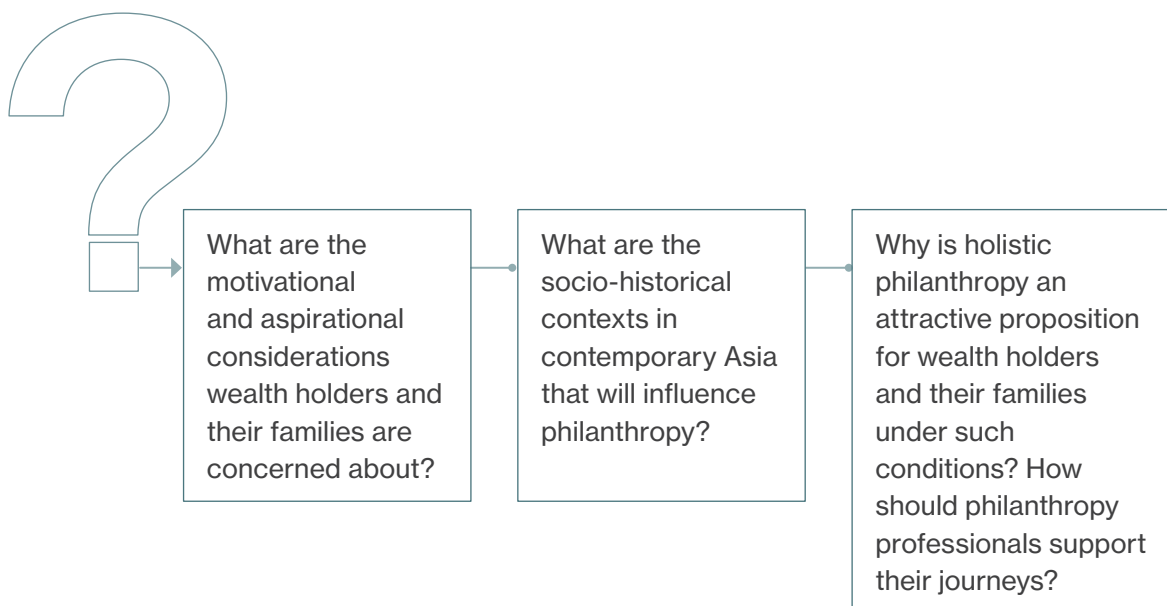 ?
What are the
motivational
and aspirational
considerations
wealth holders and
their families are
concerned about?
What are the
socio-historical
contexts in
contemporary Asia
that will influence
philanthropy?
Why is holistic
philanthropy an
attractive proposition
for wealth holders
and their families
under such
conditions? How
should philanthropy
professionals support
their journeys?